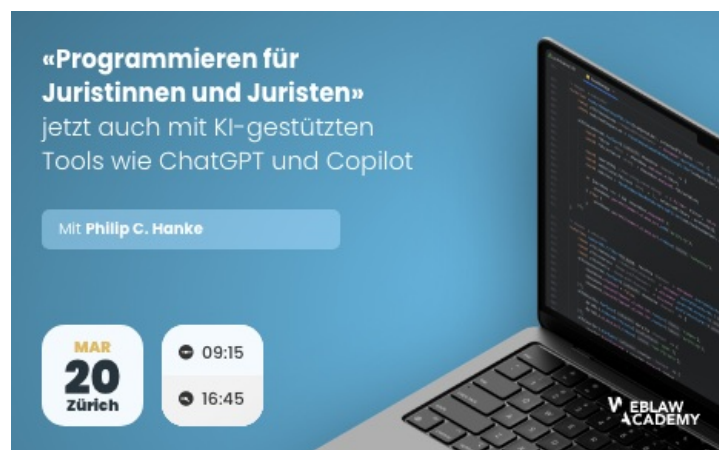 «Programmieren für
Juristinnen und Juristen»
jetzt auch mit KI-gestützten
Tools wie ChatGPT und Copilot
Mit Philip C. Hanke
MAR
20
Zürich
09:15
16:45
WEBLAW
ACADEMY